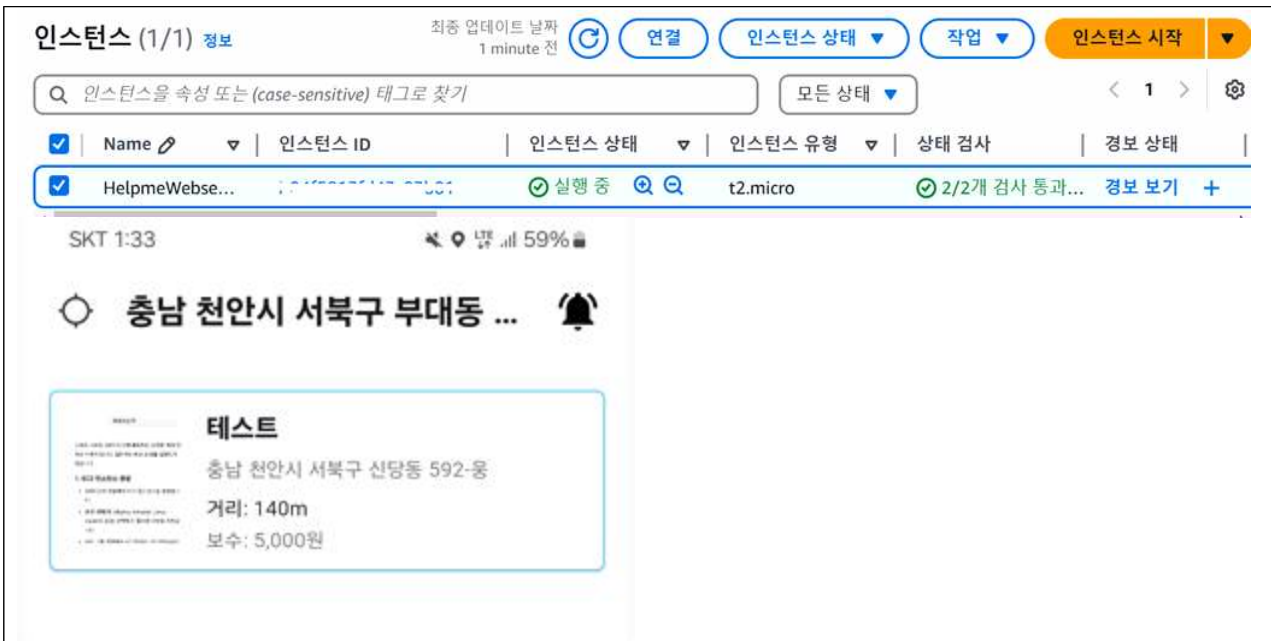 인스턴스 (1/1) 정보
최종 업데이트 날짜
1 minute 전
연결
인스턴스 상태
작업
인스턴스 시작
인스턴스를 속성 또는 (case-sensitive) 태그로 찾기
모든 상태
1
Name
인스턴스 ID
인스턴스 상태
인스턴스 유형
상태 검사
경보 상태
HelpmeWebse...
실행 중
t2.micro
2/2개 검사 통과...
경보 보기 +
SKT 1:33
LTE
59%
충남 천안시 서북구 부대동 ...
테스트
충남 천안시 서북구 신당동 592-웅
거리: 140m
보수: 5,000원